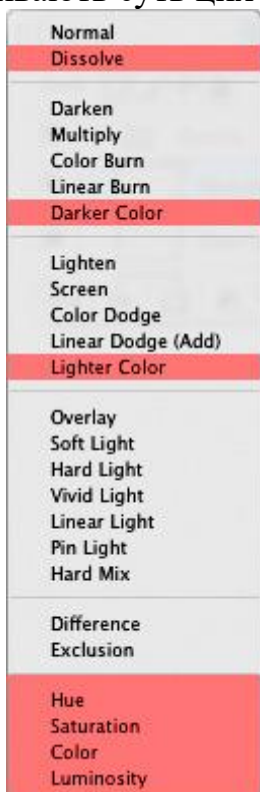 Normal
Dissolve
Darken
Multiply
Color Burn
Linear Burn
Darker Color
Lighten
Screen
Color Dodge
Linear Dodge (Add)
Lighter Color
Overlay
Soft Light
Hard Light
Vivid Light
Linear Light
Pin Light
Hard Mix
Difference
Exclusion
Hue
Saturation
Color
Luminosity